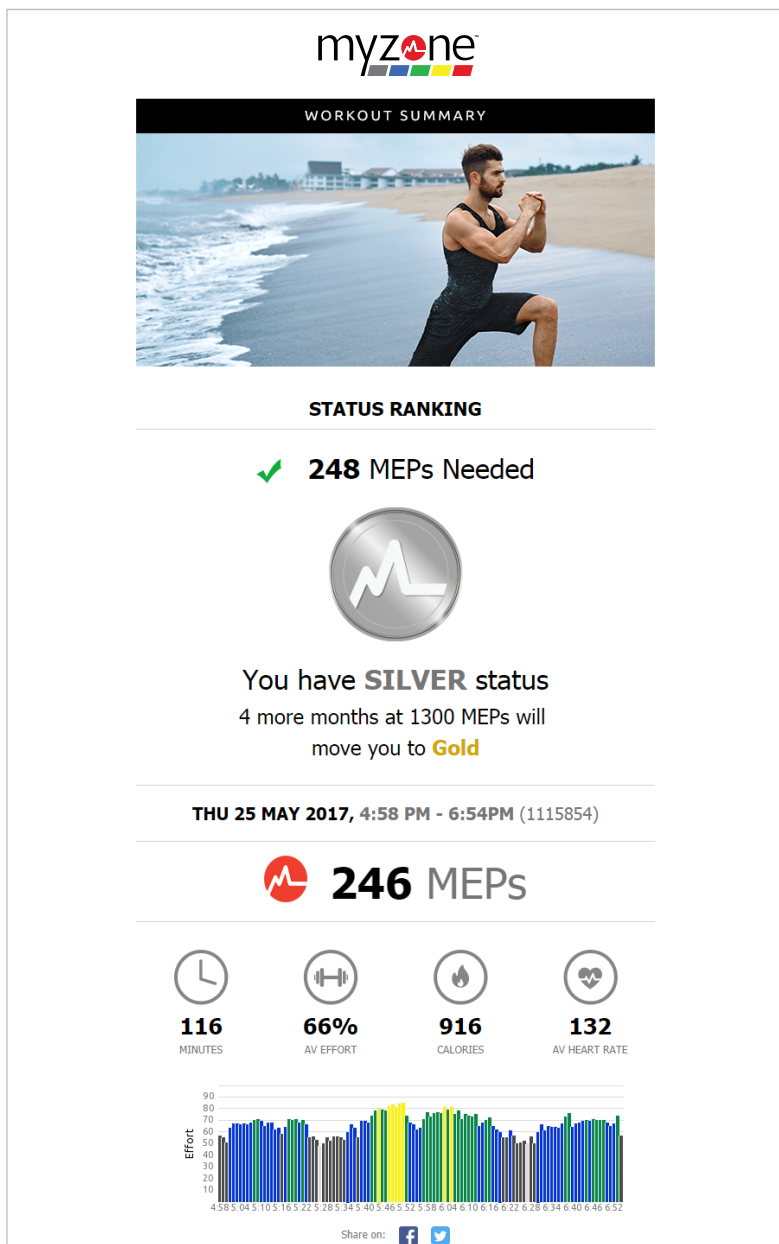 myzone
WORKOUT SUMMARY
STATUS RANKING
248 MEPs Needed
You have SILVER status
4 more months at 1300 MEPs will
move you to Gold
THU 25 MAY 2017, 4:58 PM - 6:54PM (1115854)
246 MEPs
116 66% 916 132
MINUTES AV EFFORT CALORIES AV HEART RATE
90
80
70
60
50
40
30
20
10
Effort
4:58 5:04 5:10 5:16 5:22 5:28 5:34 5:40 5:46 5:52 5:58 6:04 6:10 6:16 6:22 6:28 6:34 6:40 6:46 6:52
Share on: